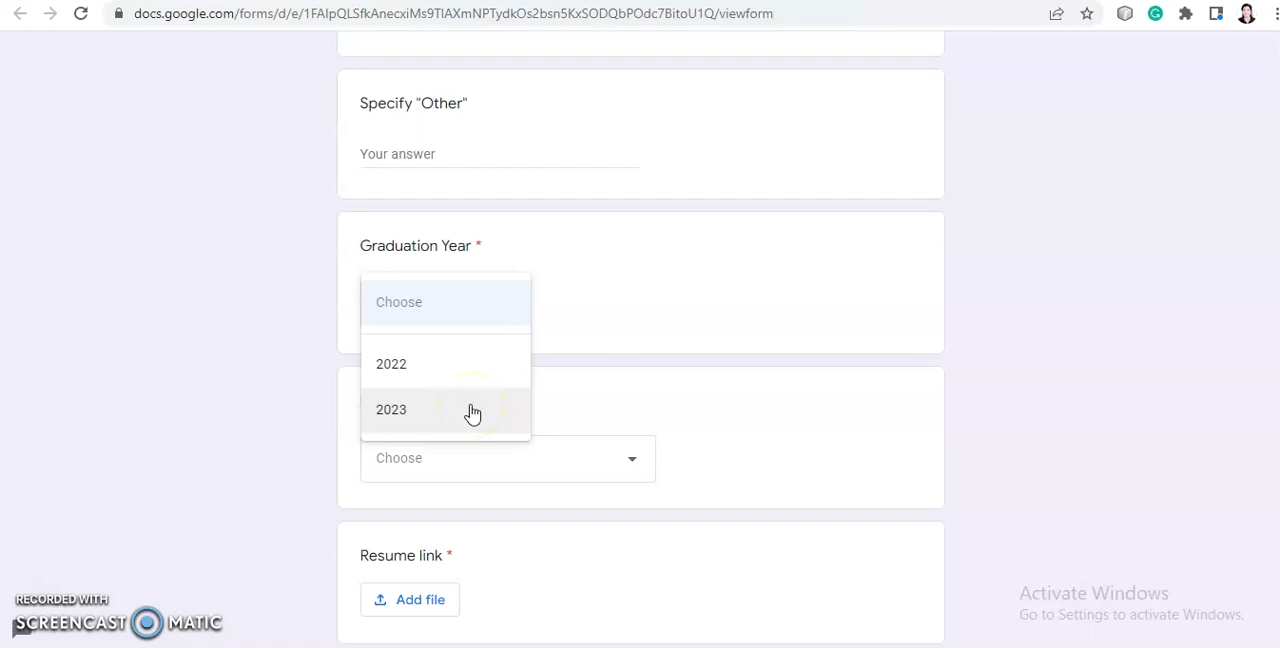 docs.google.com/forms/d/e/1FAIpQLSfkAnecxiMs9TlAXmNPTydkOs2bsn5KxSODQbPOdc7BitoU1Q/viewform
Specify "Other"
Your answer
Graduation Year *
Choose
2022
2023
Choose
Resume link *
Add file
RECORDED WITH
SCREENCAST MATIC
Activate Windows
Go to Settings to activate Windows.